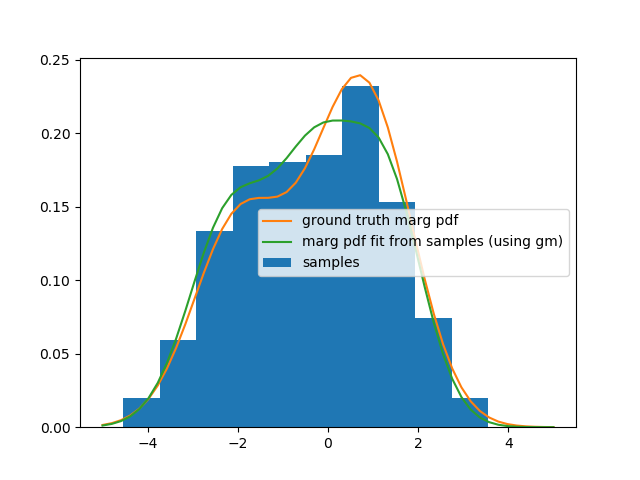 0.25
0.20
0.15
0.10
0.05
0.00
ground truth marg pdf
marg pdf fit from samples (using gm)
samples
−4 −2 0 2 4